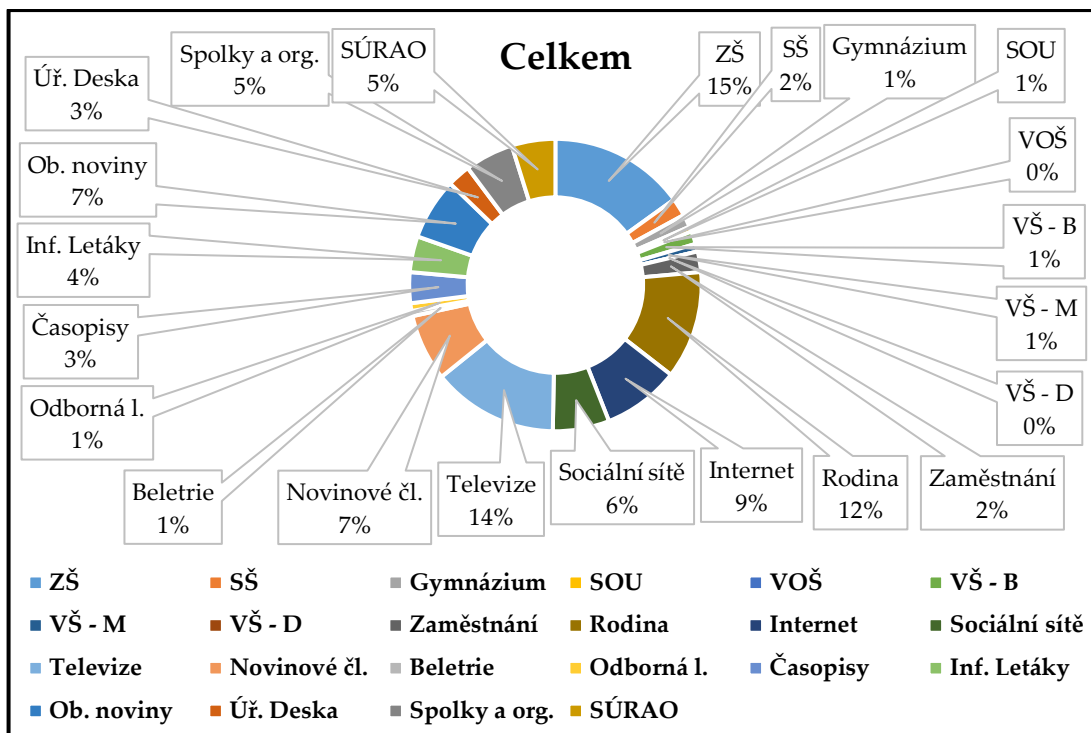 Celkem
ZŠ
15%
SŠ
2%
Gymnázium
1%
SOU
1%
VOŠ
0%
VŠ - B
1%
VŠ - M
1%
VŠ - D
0%
Zaměstnání
2%
Rodina
12%
Internet
9%
Sociální sítě
6%
Televize
14%
Novinové čl.
7%
Beletrie
1%
Odborná l.
1%
Časopisy
3%
Inf. Letáky
4%
Ob. noviny
7%
Úř. Deska
3%
Spolky a org.
5%
SÚRAO
5%
ZŠ SŠ Gymnázium SOU VOŠ VŠ - B
VŠ - M VŠ - D Zaměstnání Rodina Internet Sociální sítě
Televize Novinové čl. Beletrie Odborná l. Časopisy Inf. Letáky
Ob. noviny Úř. Deska Spolky a org. SÚRAO